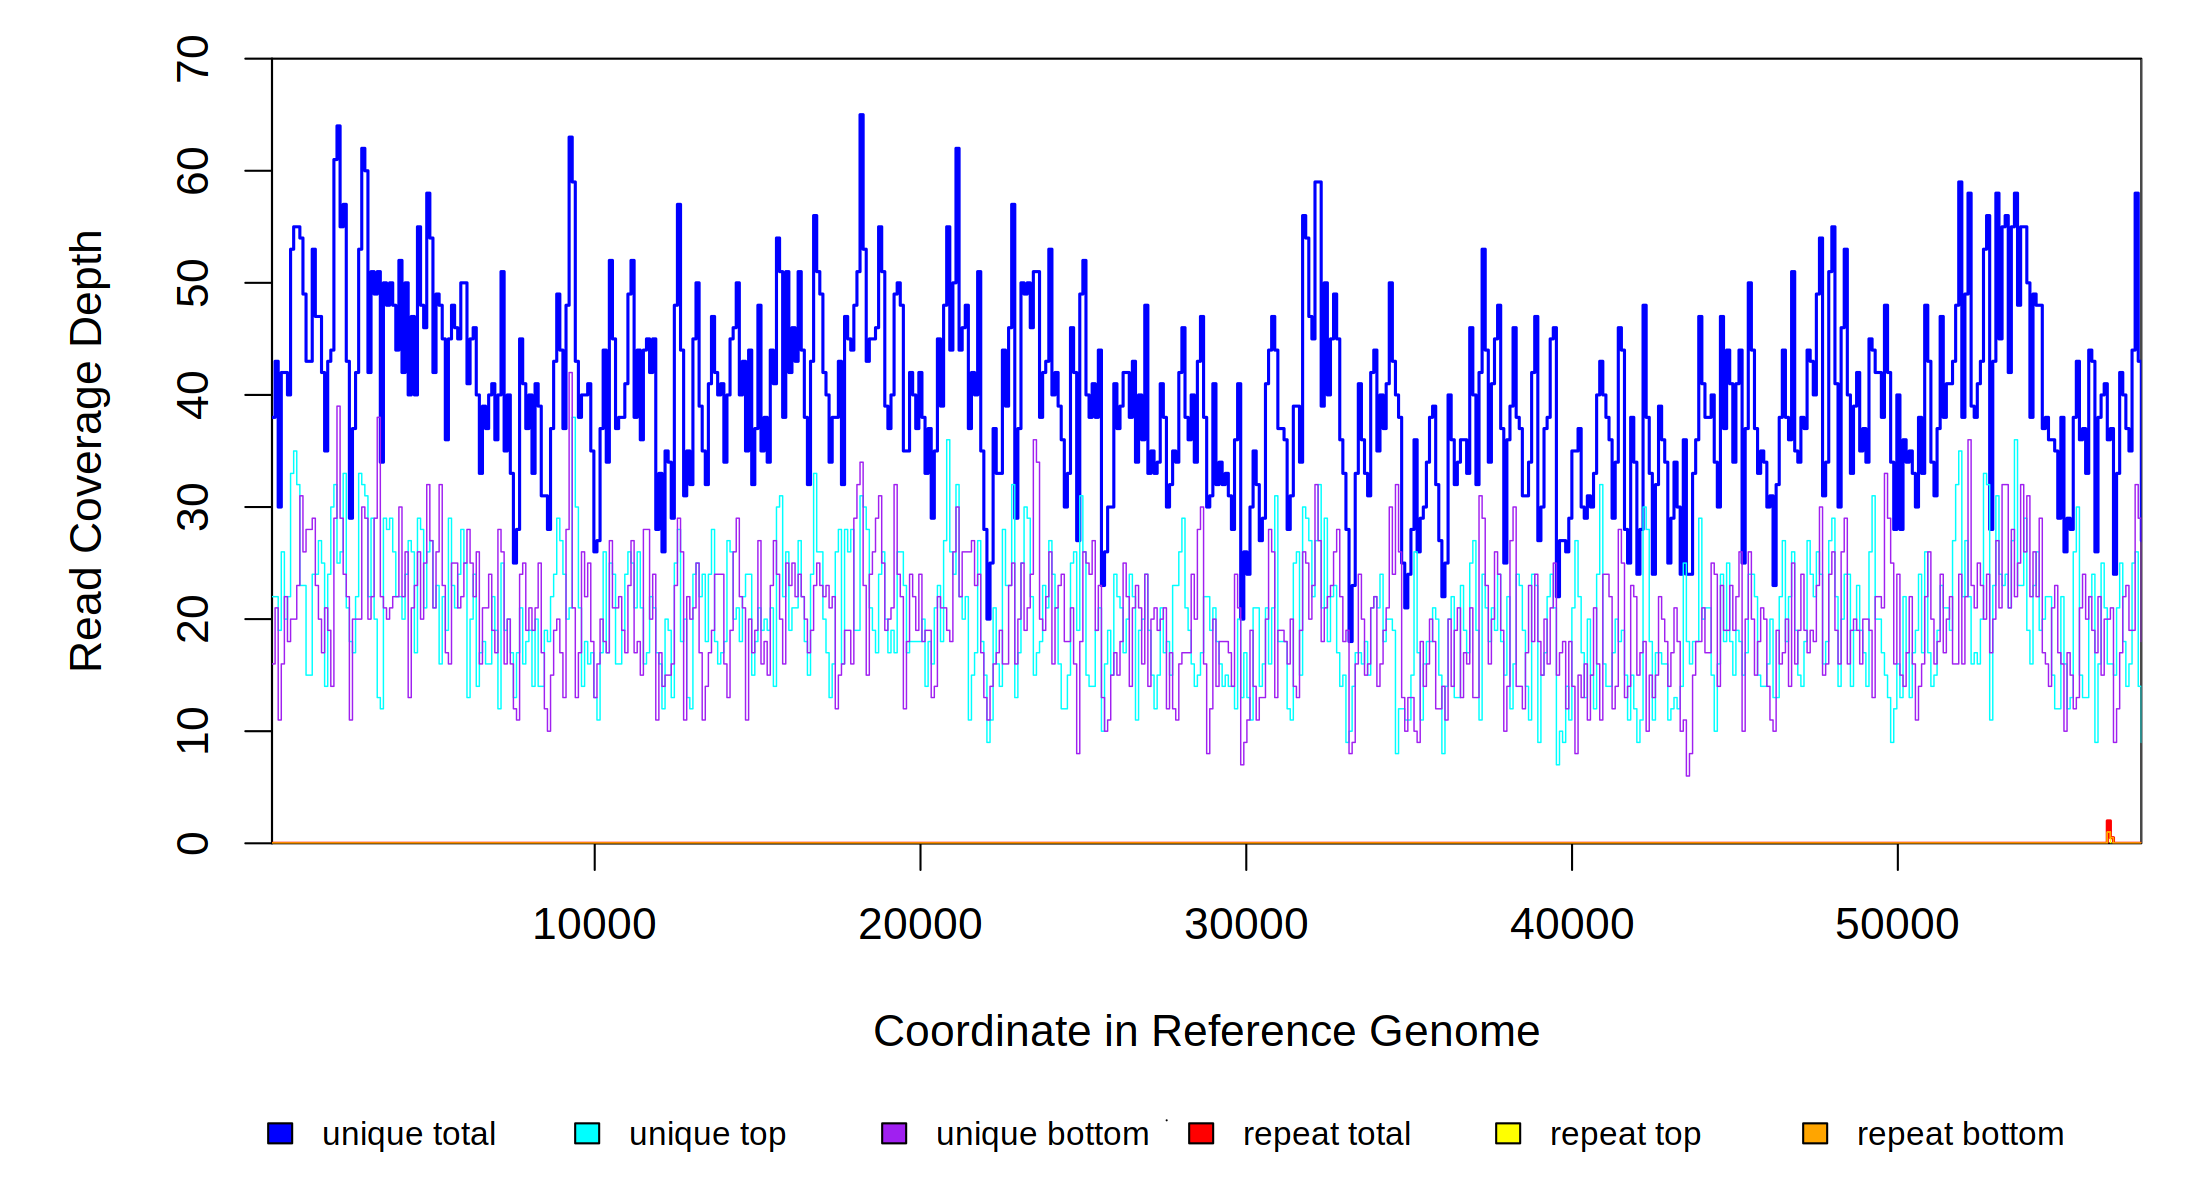 70
60
50
40
30
20
10
0
Read Coverage Depth
10000 20000 30000 40000 50000
Coordinate in Reference Genome
unique total unique top unique bottom repeat total repeat top repeat bottom